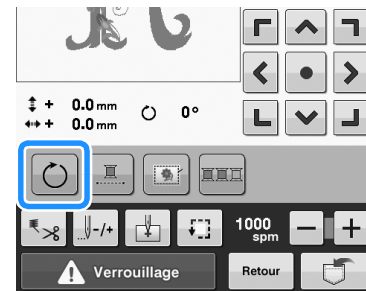 + 0.0 mm
+ 0.0 mm 0°
-/+
1000 spm
Verrouillage Retour